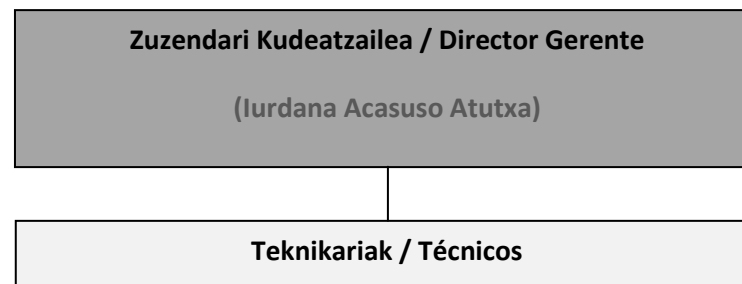 Zuzendari Kudeatzailea / Director Gerente
(Iurdana Acasuso Atutxa)
Teknikariak / Técnicos